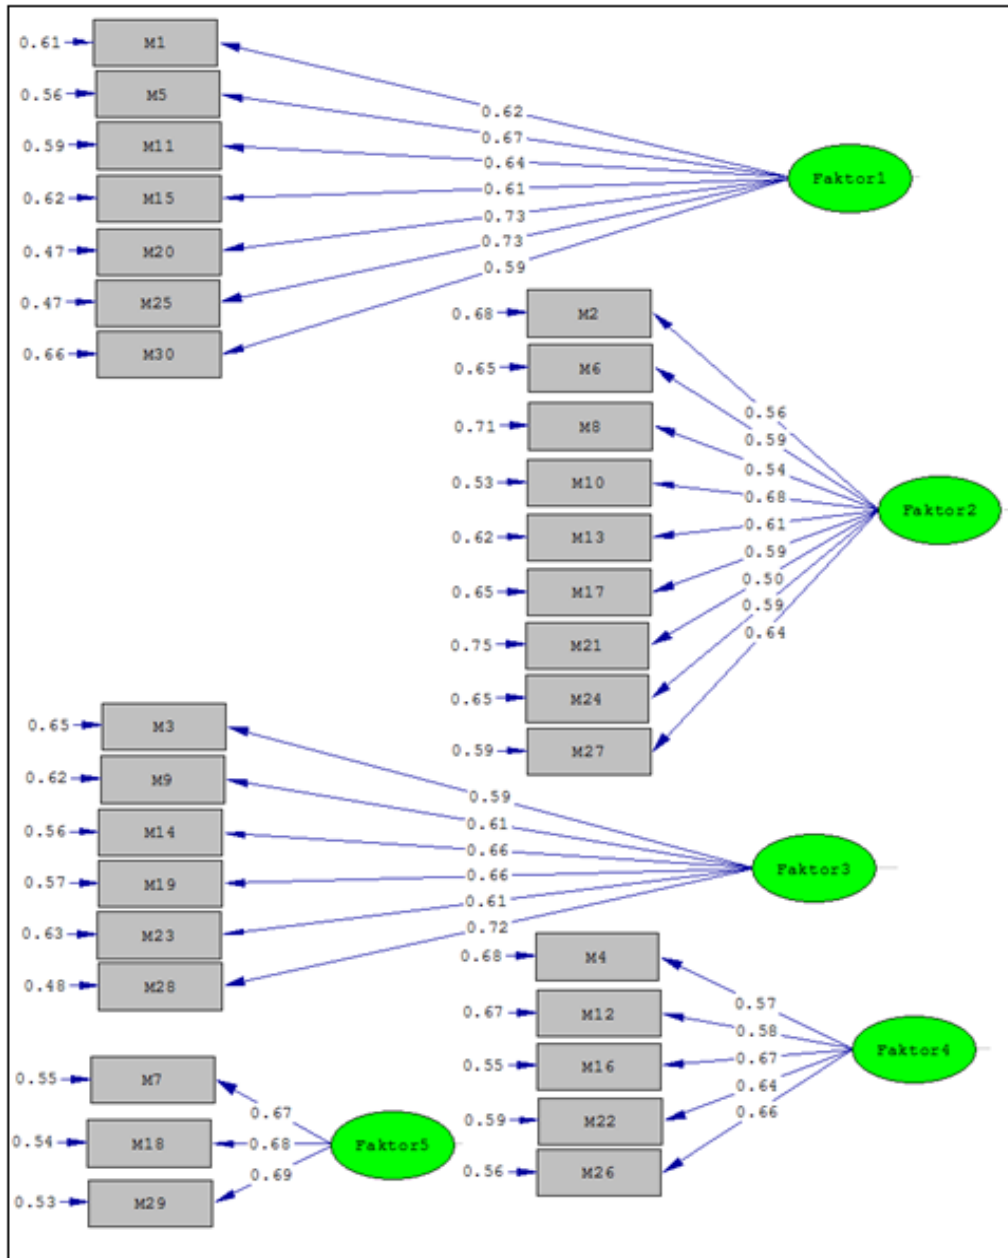 0.61 M1
0.56 M5
0.59 M11
0.62 M15
0.47 M20
0.47 M25
0.66 M30
0.62
0.67
0.64
0.61
0.73
0.73
0.59
Faktor1
0.68 M2
0.65 M6
0.71 M8
0.53 M10
0.62 M13
0.65 M17
0.75 M21
0.65 M24
0.59 M27
0.56
0.59
0.54
0.68
0.61
0.59
0.50
0.59
0.64
Faktor2
0.65 M3
0.62 M9
0.56 M14
0.57 M19
0.63 M23
0.48 M28
0.59
0.61
0.66
0.66
0.61
0.72
Faktor3
0.68 M4
0.67 M12
0.55 M16
0.59 M22
0.56 M26
0.57
0.58
0.67
0.64
0.66
Faktor4
0.55 M7
0.54 M18
0.53 M29
0.67
0.68
0.69
Faktor5